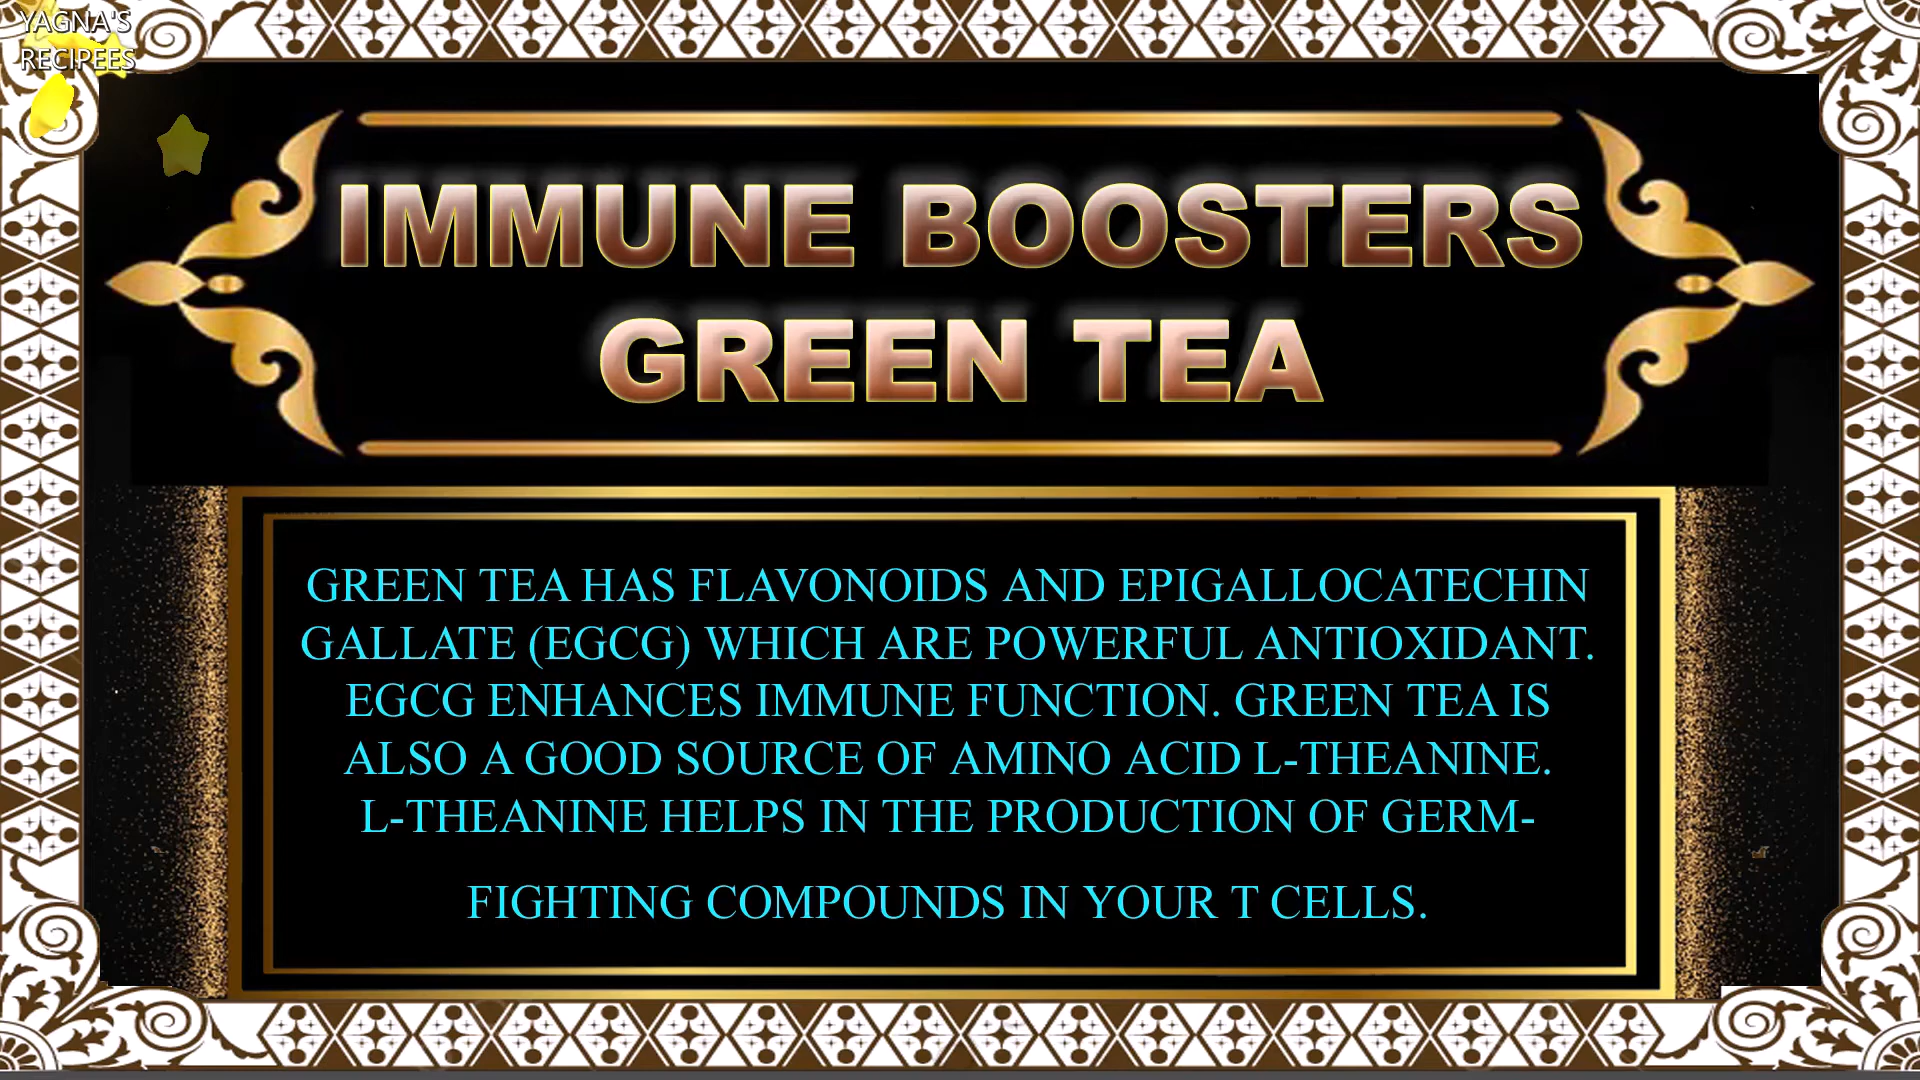 YAGNA'S
RECIPEES
IMMUNE BOOSTERS
GREEN TEA
GREEN TEA HAS FLAVONOIDS AND EPIGALLOCATECHIN
GALLATE (EGCG) WHICH ARE POWERFUL ANTIOXIDANT.
EGCG ENHANCES IMMUNE FUNCTION. GREEN TEA IS
ALSO A GOOD SOURCE OF AMINO ACID L-THEANINE.
L-THEANINE HELPS IN THE PRODUCTION OF GERM-
FIGHTING COMPOUNDS IN YOUR T CELLS.